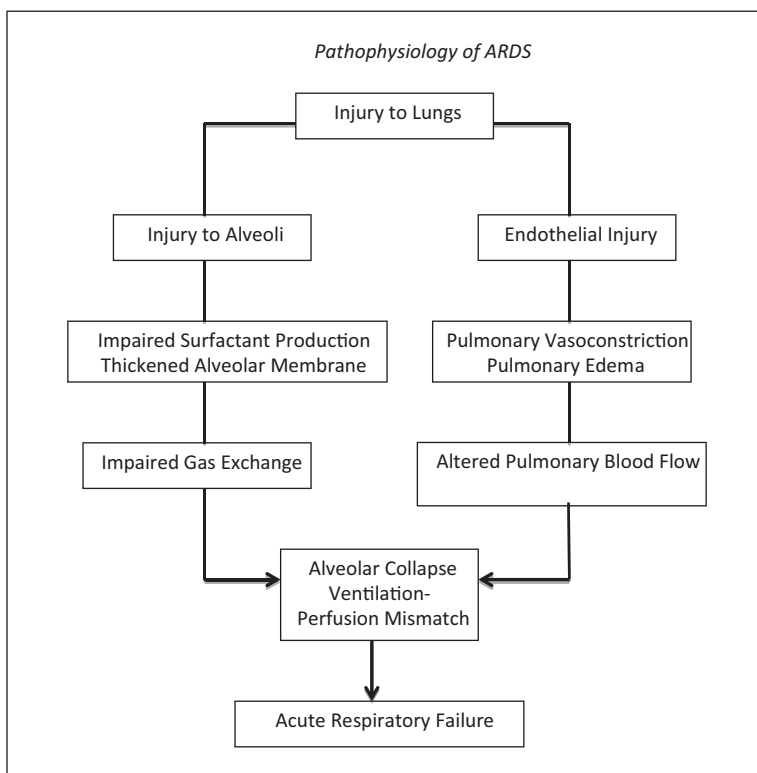 Pathophysiology of ARDS
Injury to Lungs
Injury to Alveoli
Endothelial Injury
Impaired Surfactant Production
Thickened Alveolar Membrane
Pulmonary Vasoconstriction
Pulmonary Edema
Impaired Gas Exchange
Altered Pulmonary Blood Flow
Alveolar Collapse
Ventilation-
Perfusion Mismatch
Acute Respiratory Failure